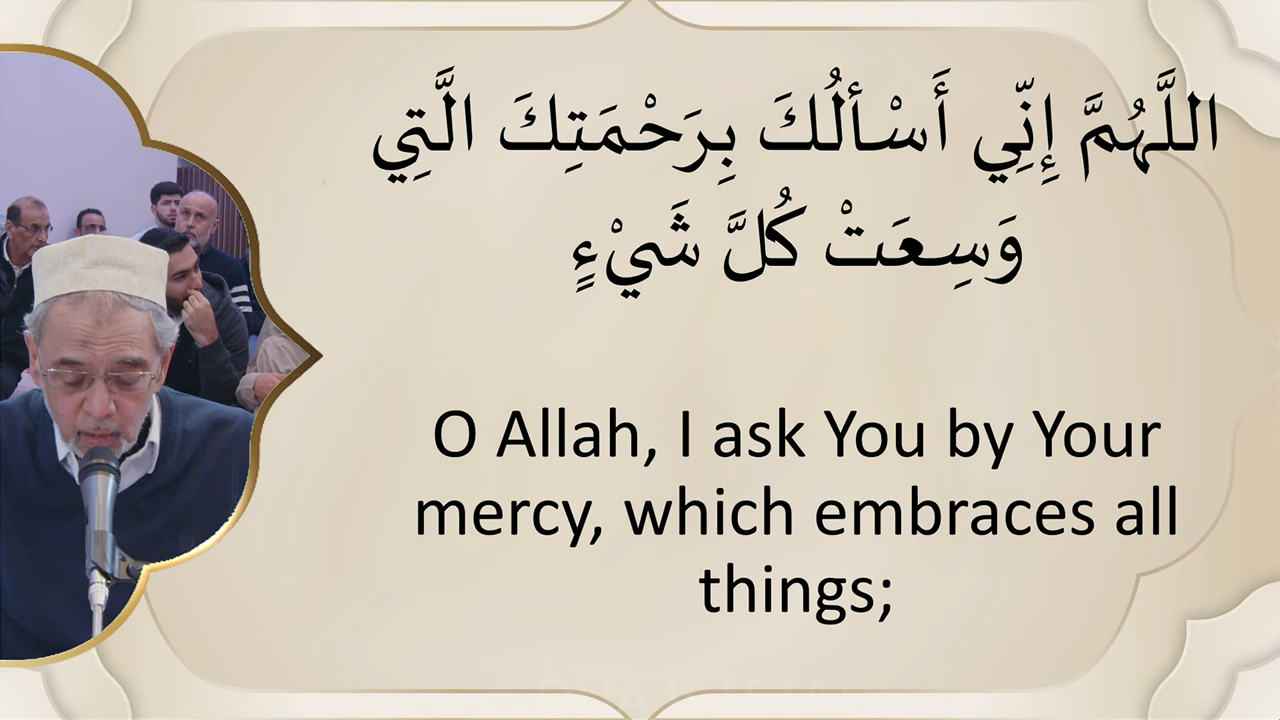 اللَّهُمَّ إِنِّي أَسْأَلُكَ بِرَحْمَتِكَ الَّتِي
وَسِعَتْ كُلَّ شَيْءٍ
O Allah, I ask You by Your
mercy, which embraces all
things;